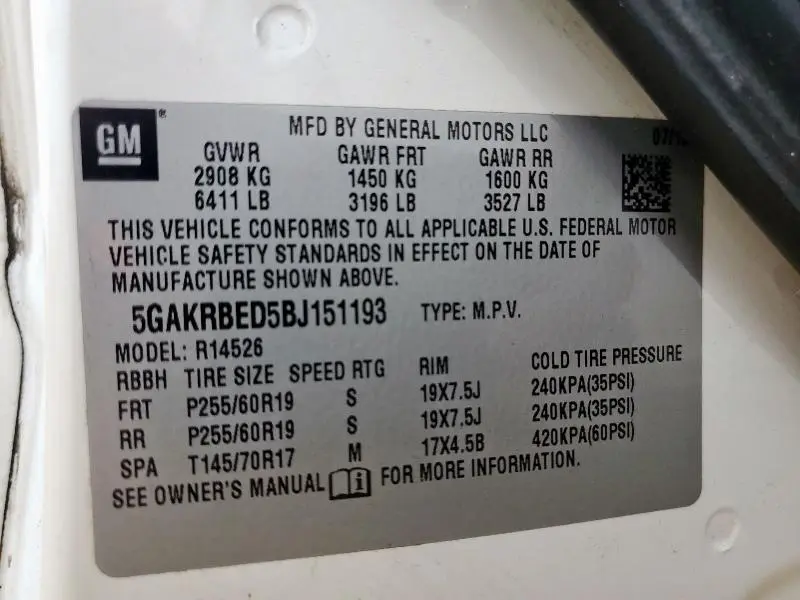 GM ®
MFD BY GENERAL MOTORS LLC
GVWR GAWR FRT GAWR RR
2908 KG 1450 KG 1600 KG
6411 LB 3196 LB 3527 LB
THIS VEHICLE CONFORMS TO ALL APPLICABLE U.S. FEDERAL MOTOR
VEHICLE SAFETY STANDARDS IN EFFECT ON THE DATE OF
MANUFACTURE SHOWN ABOVE.
5GAKRBED5BJ151193 TYPE: M.P.V.
MODEL: R14526
RBBH TIRE SIZE SPEED RTG RIM COLD TIRE PRESSURE
FRT P255/60R19 S 19X7.5J 240KPA(35PSI)
RR P255/60R19 S 19X7.5J 240KPA(35PSI)
SPA T145/70R17 M 17X4.5B 420KPA(60PSI)
SEE OWNER'S MANUAL i FOR MORE INFORMATION.